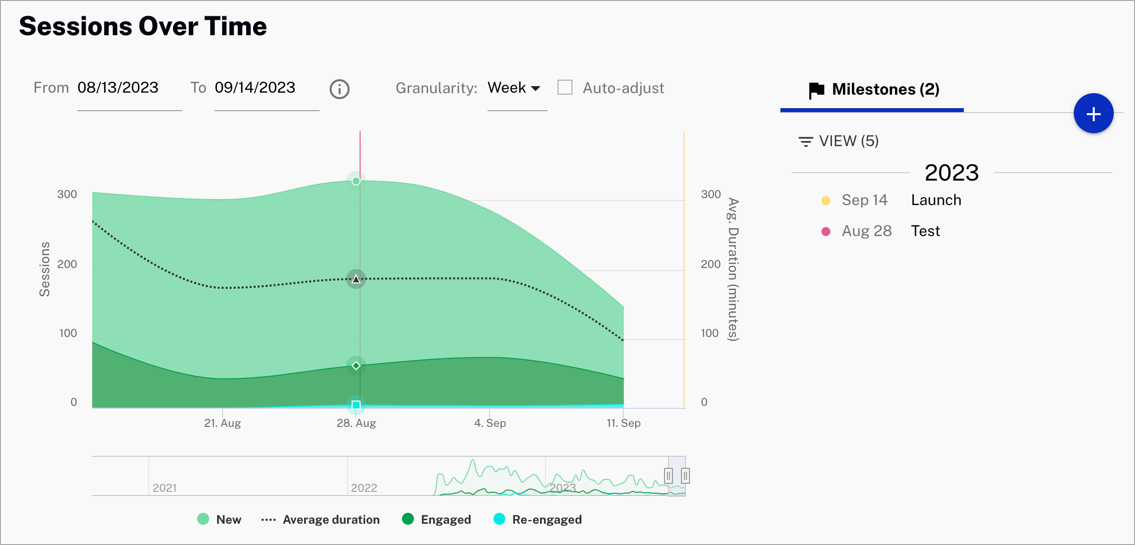 Sessions Over Time
From 08/13/2023 To 09/14/2023 Granularity: Week Auto-adjust
Milestones (2)
VIEW (5)
2023
Sep 14 Launch
Aug 28 Test
Sessions
300
200
100
0
300
200
100
0
Avg. Duration (minutes)
21. Aug 28. Aug 4. Sep 11. Sep
2021 2022 2023
New Average duration Engaged Re-engaged